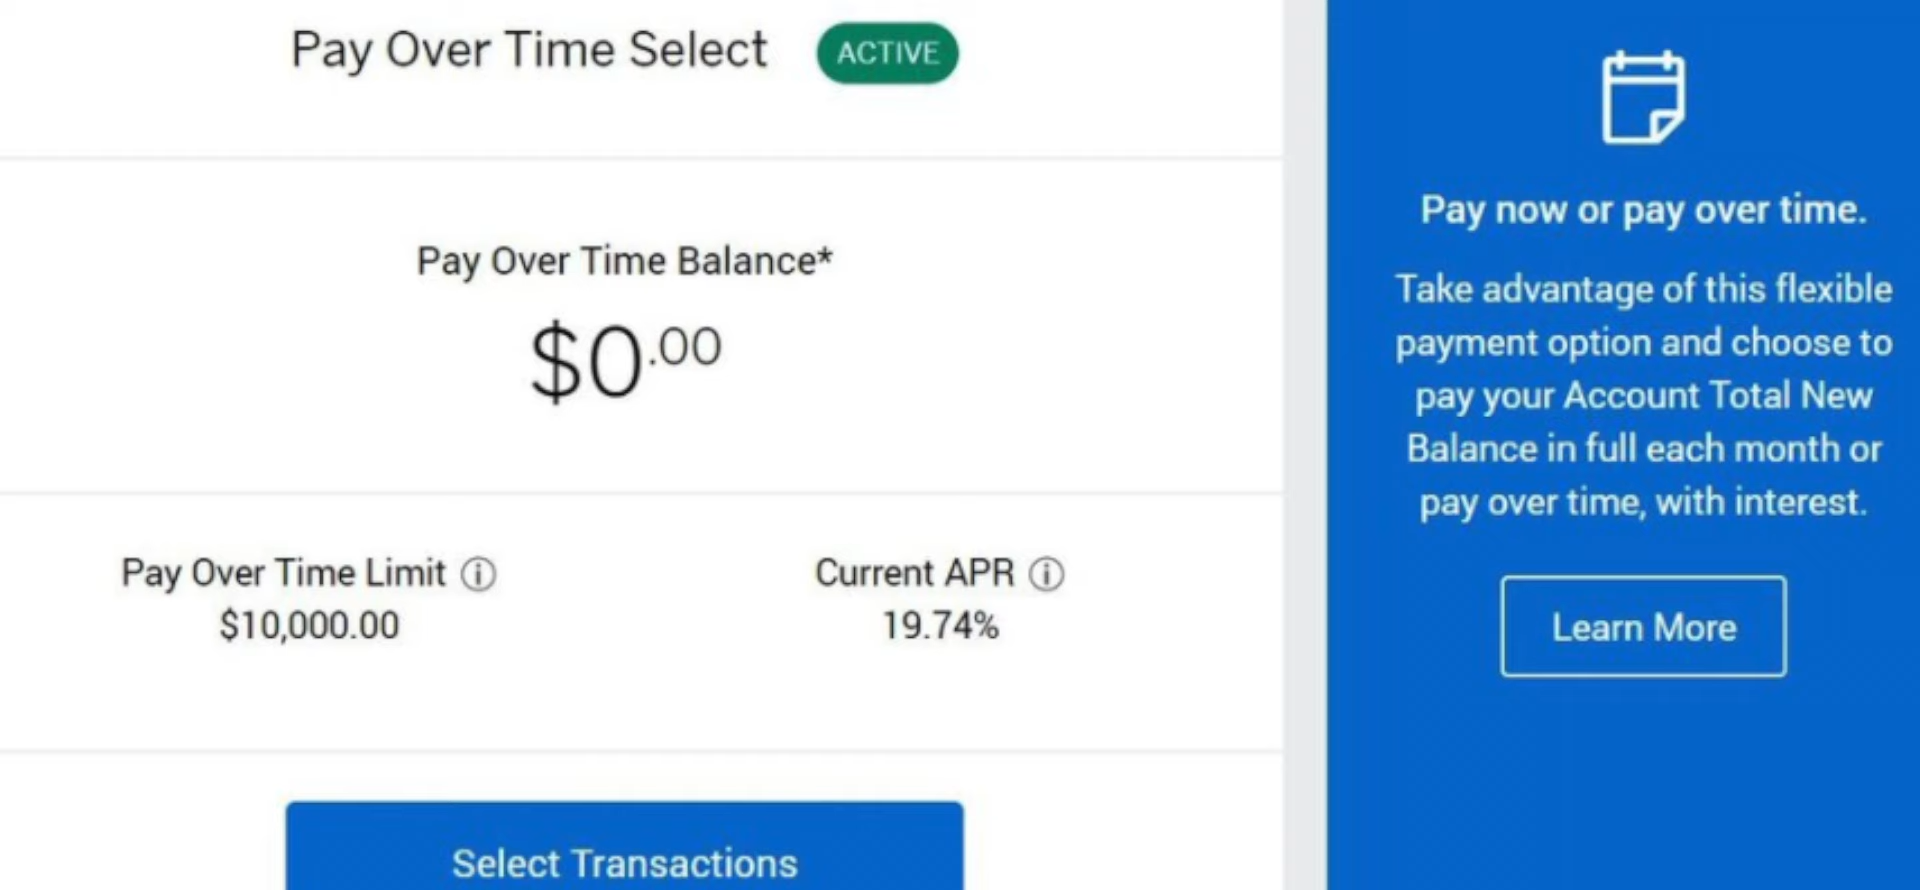 Pay Over Time Select ACTIVE
Pay Over Time Balance*
$0.00
Pay Over Time Limit
$10,000.00
Current APR
19.74%
Select Transactions
Pay now or pay over time.
Take advantage of this flexible
payment option and choose to
pay your Account Total New
Balance in full each month or
pay over time, with interest.
Learn More